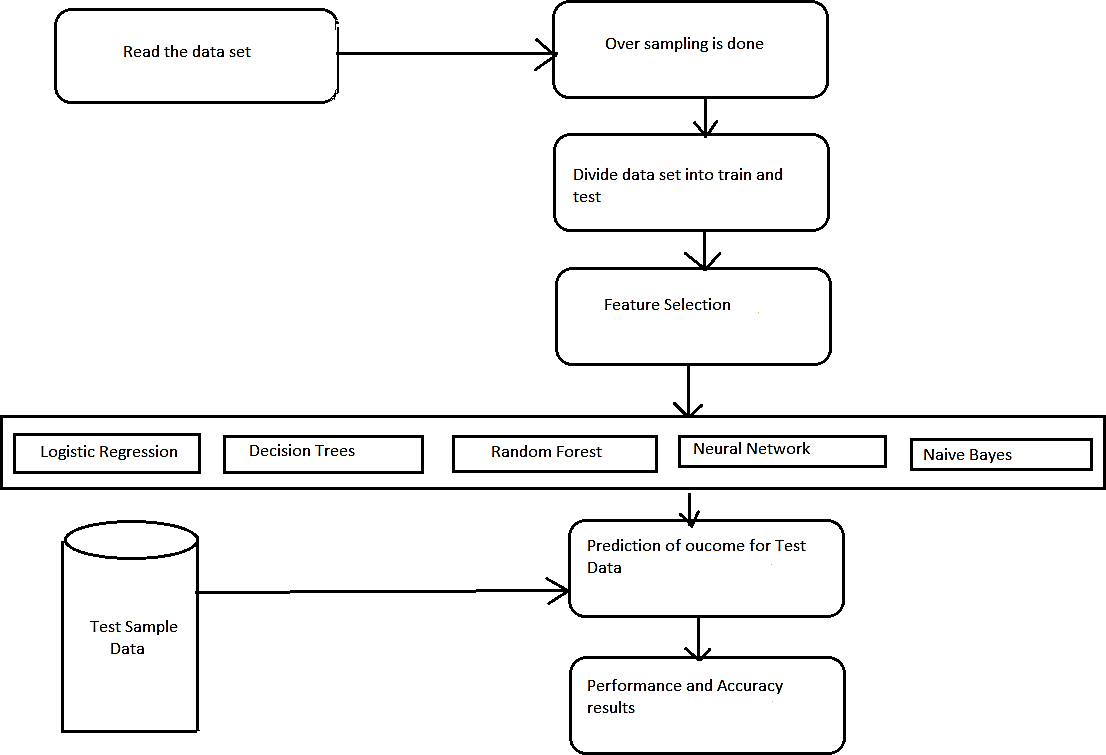 Read the data set
Over sampling is done
Divide data set into train and
test
Feature Selection
Logistic Regression
Decision Trees
Random Forest
Neural Network
Naive Bayes
Prediction of oucome for Test
Data
Test Sample
Data
Performance and Accuracy
results